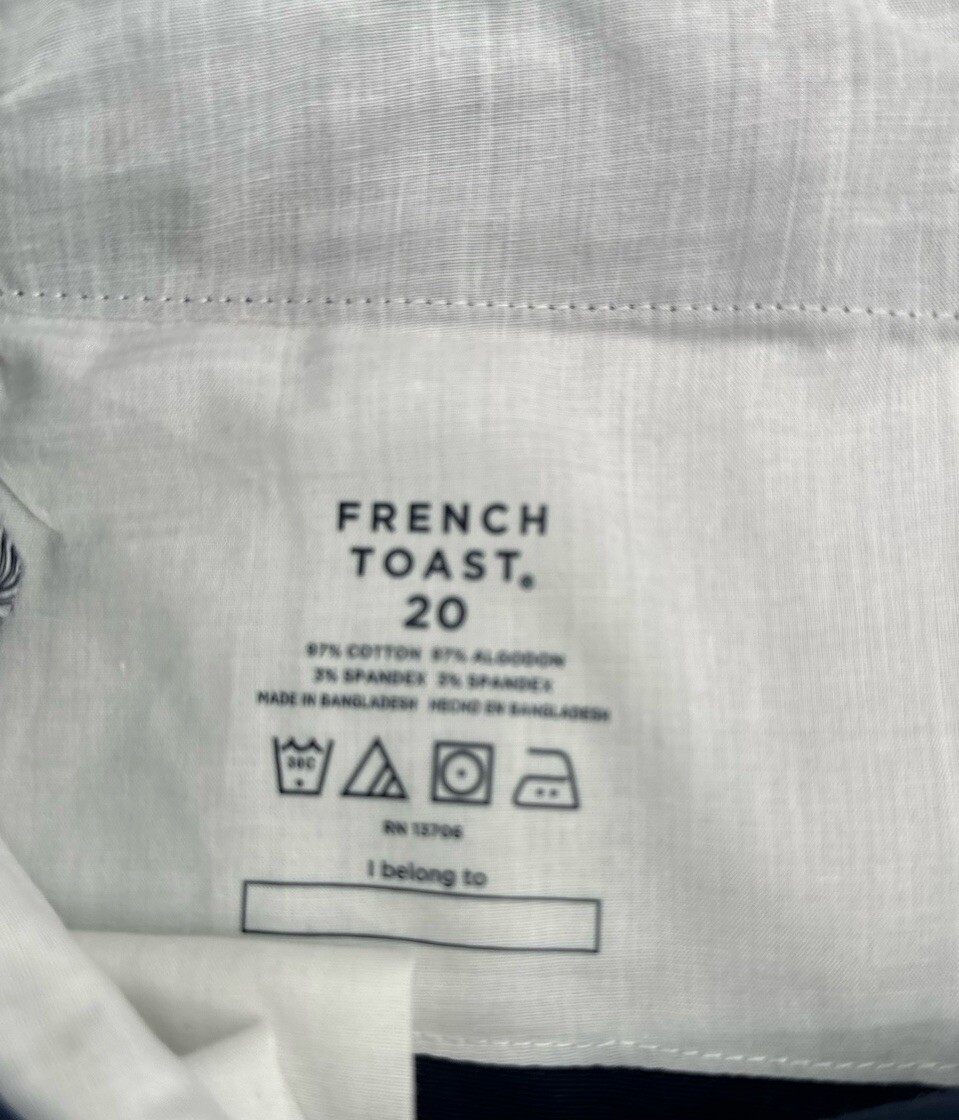 FRENCH
TOAST®
20
97% COTTON 97% ALGODON
3% SPANDEX 3% SPANDEX
MADE IN BANGLADESH HECHO EN BANGLADESH
30C
RN 13706
I belong to